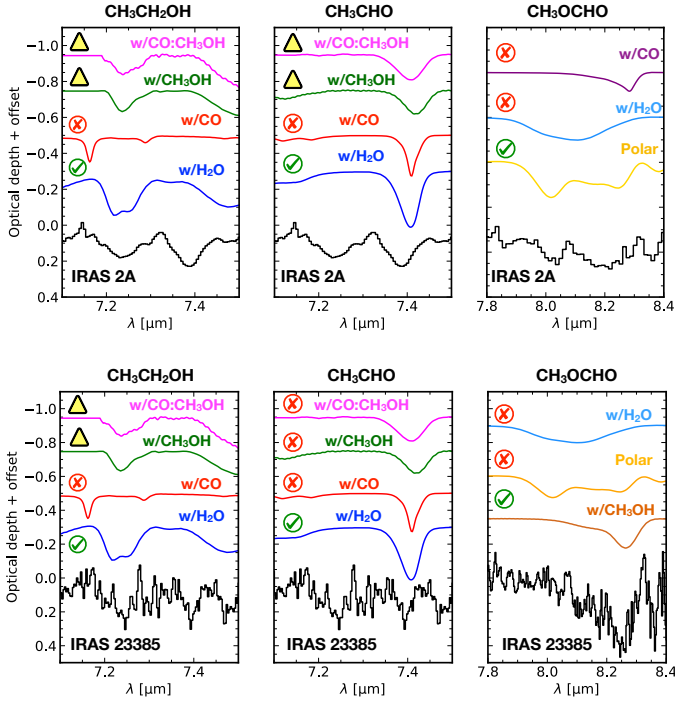 CH₃CH₂OH
CH₃CHO
CH₃OCHO
Optical depth + offset
−1.0
−0.8
−0.6
−0.4
−0.2
0.0
0.2
0.4
w/CO:CH₃OH
w/CH₃OH
w/CO
w/H₂O
IRAS 2A
7.2
7.4
λ [μm]
w/CO:CH₃OH
w/CH₃OH
w/CO
w/H₂O
IRAS 2A
7.2
7.4
λ [μm]
w/CO
w/H₂O
Polar
IRAS 2A
7.8
8.0
8.2
8.4
λ [μm]
CH₃CH₂OH
CH₃CHO
CH₃OCHO
Optical depth + offset
−1.0
−0.8
−0.6
−0.4
−0.2
0.0
0.2
0.4
w/CO:CH₃OH
w/CH₃OH
w/CO
w/H₂O
IRAS 23385
7.2
7.4
λ [μm]
w/CO:CH₃OH
w/CH₃OH
w/CO
w/H₂O
IRAS 23385
7.2
7.4
λ [μm]
w/H₂O
Polar
w/CH₃OH
IRAS 23385
7.8
8.0
8.2
8.4
λ [μm]